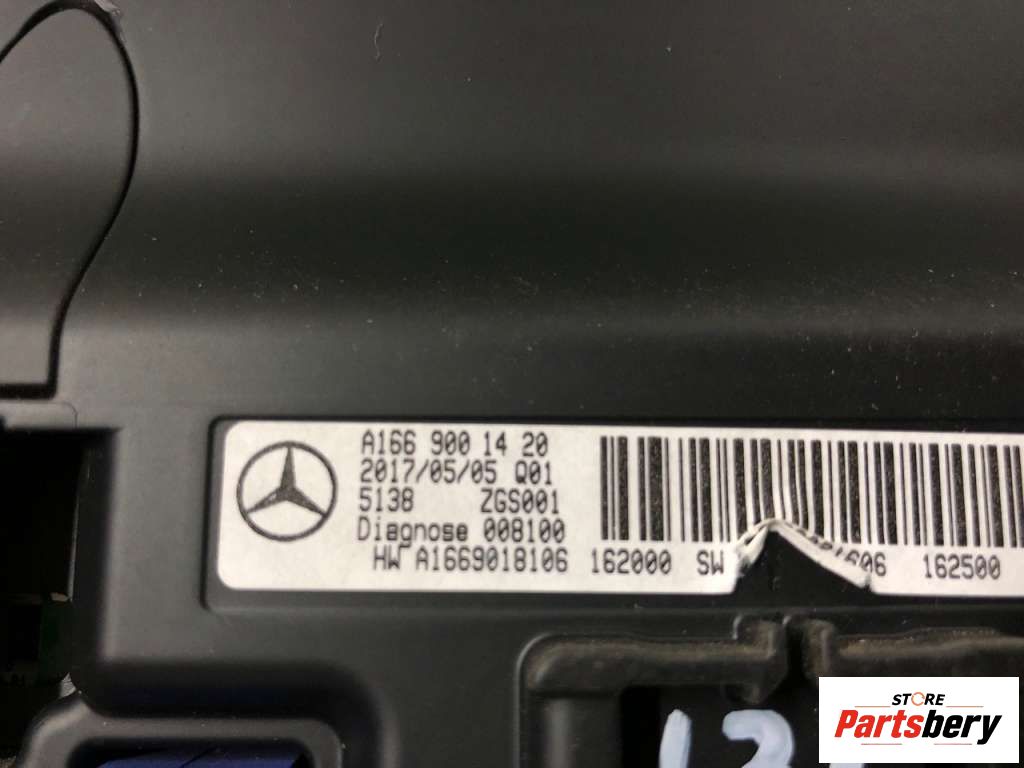 A166 900 14 20
2017/05/05 Q01
5138 ZGS001
Diagnose 008100
HW A1669018106 162000 SW 162500
STORE
Partsbery